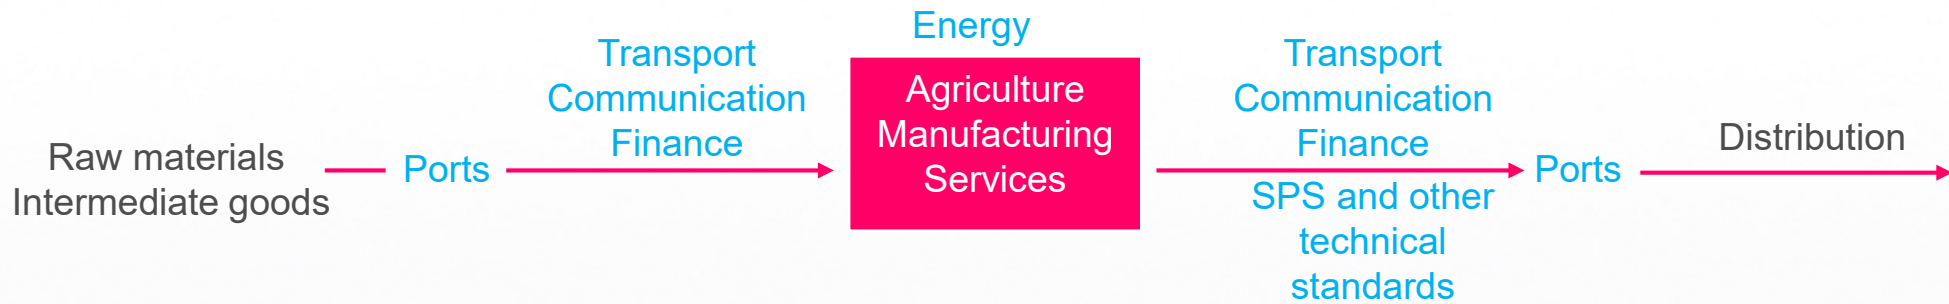 Raw materials
Intermediate goods
Ports
Transport
Communication
Finance
Energy
Agriculture
Manufacturing
Services
Transport
Communication
Finance
SPS and other
technical
standards
Ports
Distribution